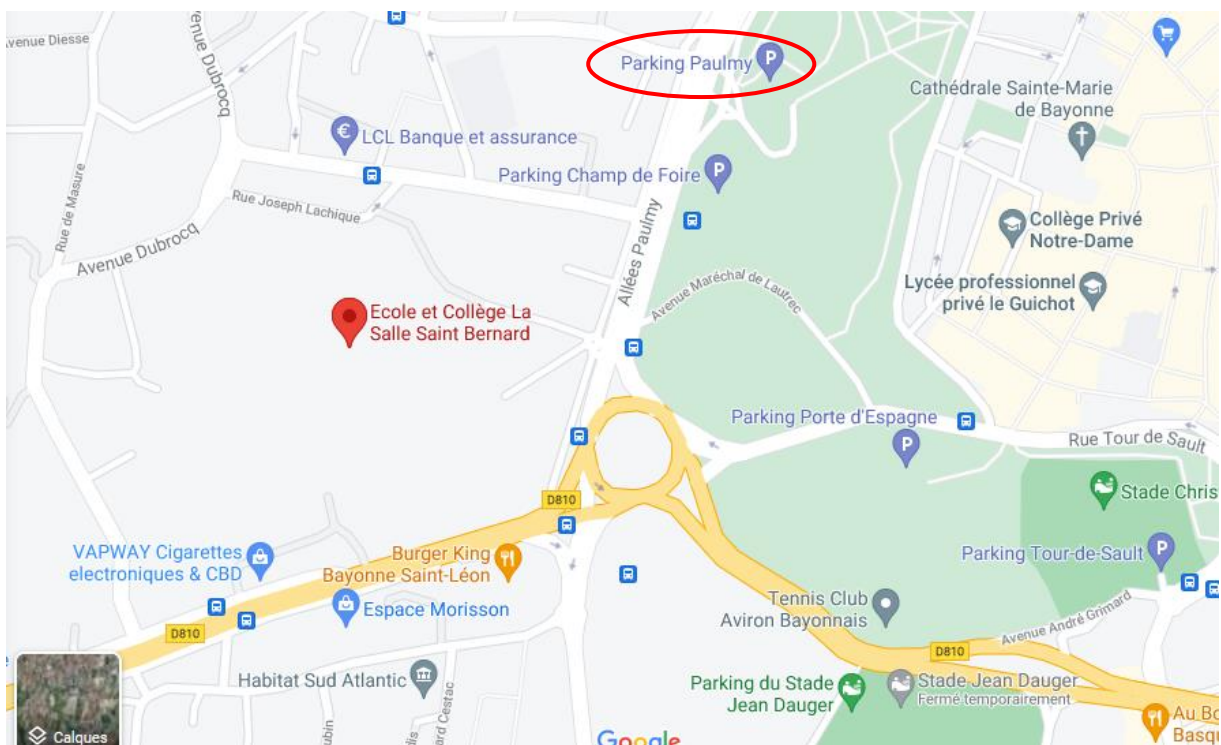 Avenue Diesse
Avenue Dubrocq
Parking Paulmy
P
Cathédrale Sainte-Marie
de Bayonne
€
LCL Banque et assurance
Parking Champ de Foire
P
Rue de Masure
Rue Joseph Lachique
Avenue Dubrocq
Allées Paulmy
Collège Privé
Notre-Dame
Avenue Maréchal de Lautrec
Lycée professionnel
privé le Guichot
Ecole et Collège La
Salle Saint Bernard
Parking Porte d'Espagne
P
Rue Tour de Sault
Stade Chris
D810
VAPWAY Cigarettes
electroniques & CBD
Burger King
Bayonne Saint-Léon
Parking Tour-de-Sault
P
Espace Morisson
Tennis Club
Aviron Bayonnais
Avenue André Grimard
D810
D810
Habitat Sud Atlantic
Parking du Stade
Jean Dauger
Stade Jean Dauger
Fermé temporairement
Au Bo
Basqu
Calques
Google